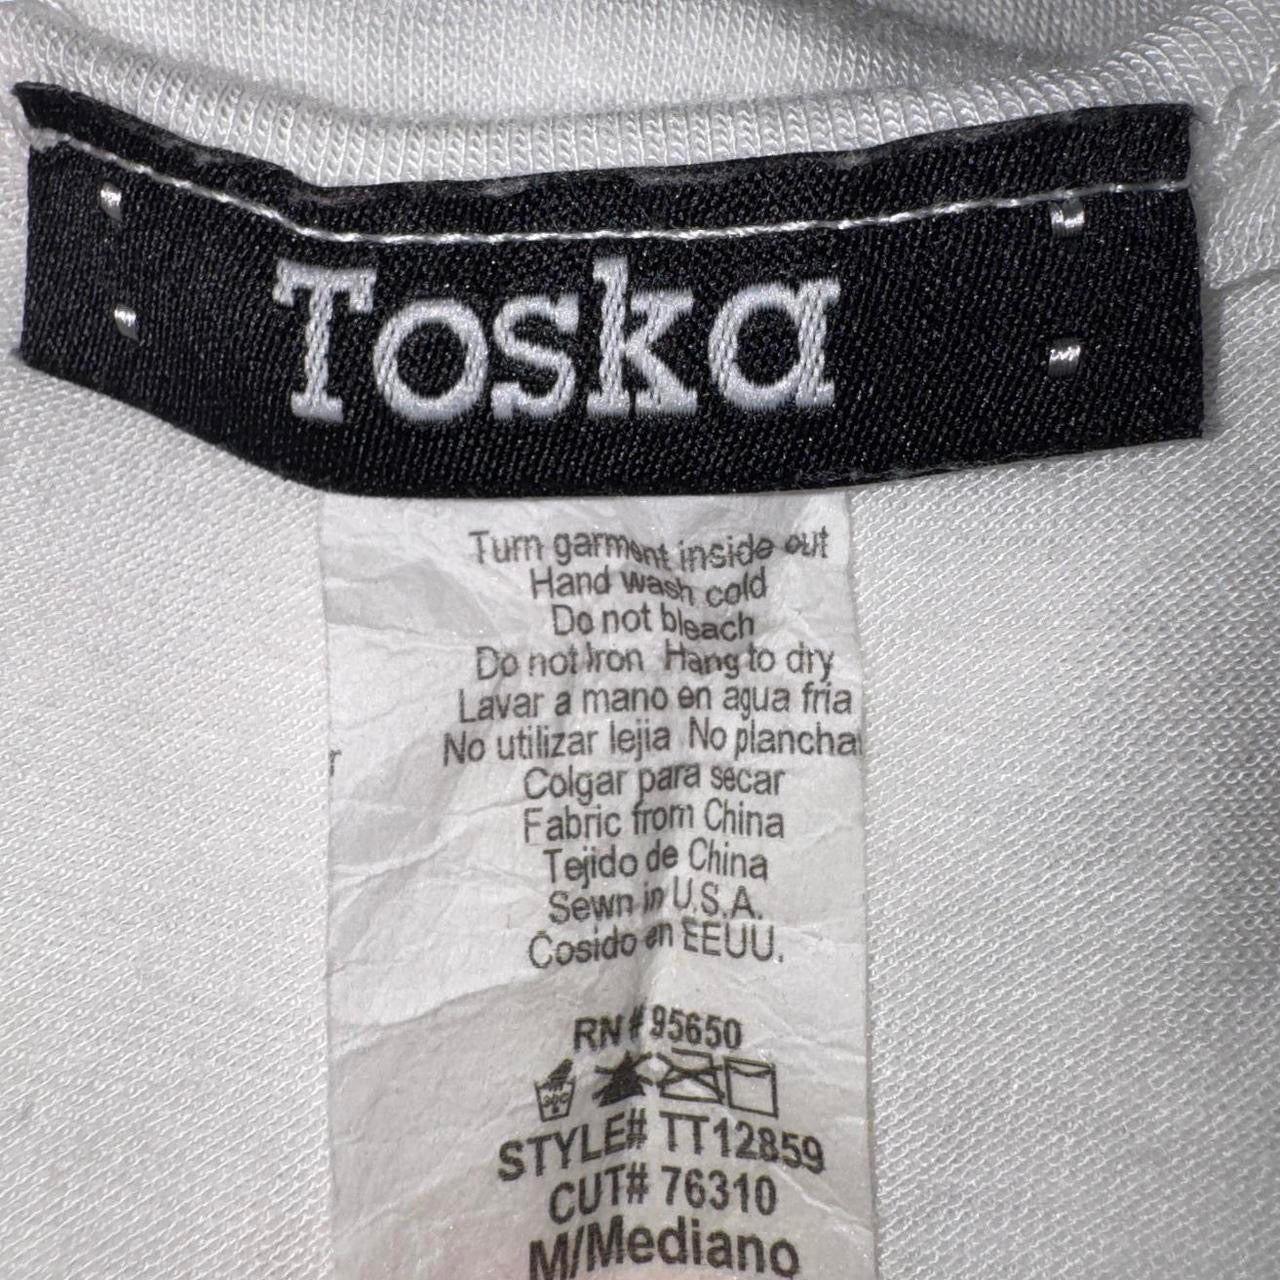 Toska
Turn garment inside out
Hand wash cold
Do not bleach
Do not Iron Hang to dry
Lavar a mano en agua fria
No utilizar lejia No planchar
Colgar para secar
Fabric from China
Tejido de China
Sewn in U.S.A.
Cosido en EEUU.
RN # 95650
STYLE# TT12859
CUT# 76310
M/Mediano